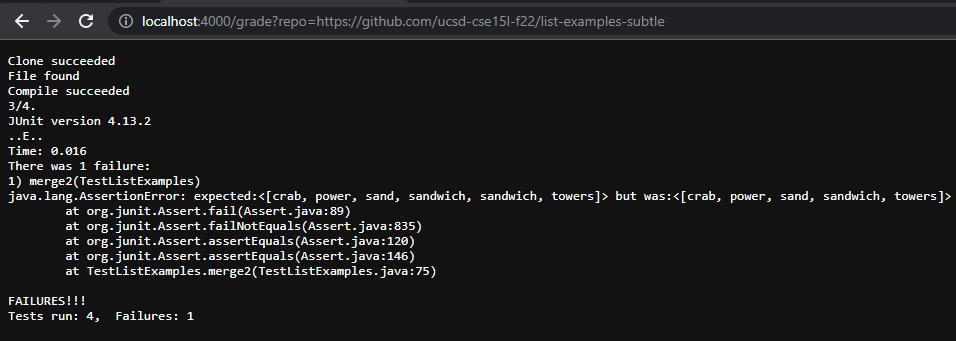 localhost:4000/grade?repo=https://github.com/ucsd-cse15l-f22/list-examples-subtle
Clone succeeded
File found
Compile succeeded
3/4.
JUnit version 4.13.2
..E..
Time: 0.016
There was 1 failure:
1) merge2(TestListExamples)
java.lang.AssertionError: expected:<[crab, power, sand, sandwich, sandwich, towers]> but was:<[crab, power, sand, sandwich, towers]>
        at org.junit.Assert.fail(Assert.java:89)
        at org.junit.Assert.failNotEquals(Assert.java:835)
        at org.junit.Assert.assertEquals(Assert.java:120)
        at org.junit.Assert.assertEquals(Assert.java:146)
        at TestListExamples.merge2(TestListExamples.java:75)
FAILURES!!!
Tests run: 4,  Failures: 1